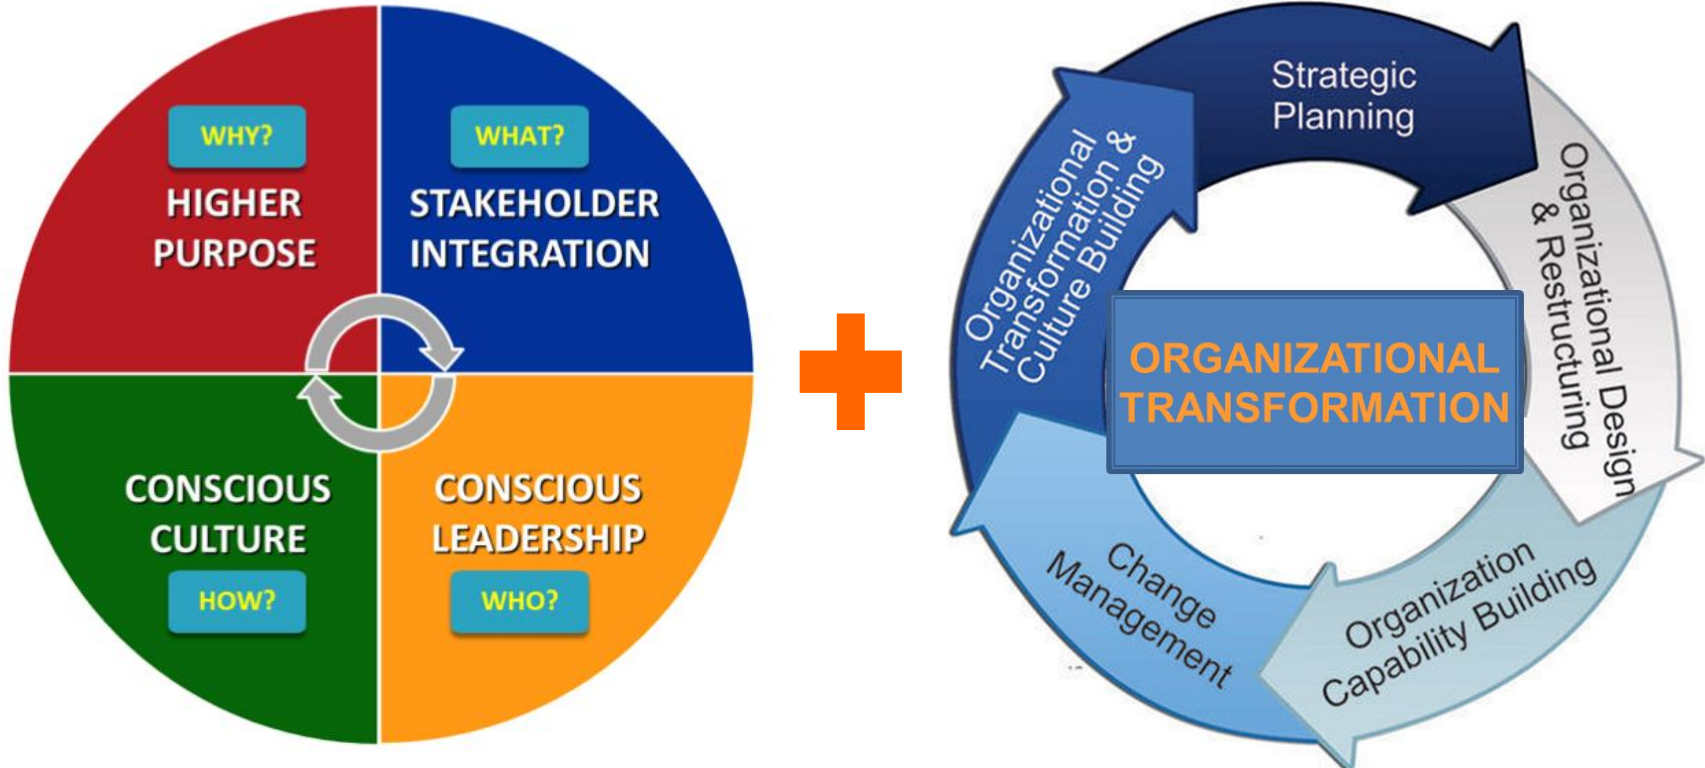 WHY?
HIGHER
PURPOSE
WHAT?
STAKEHOLDER
INTEGRATION
CONSCIOUS
CULTURE
HOW?
CONSCIOUS
LEADERSHIP
WHO?
Strategic
Planning
Organizational Design
& Restructuring
Organization
Capability Building
Change
Management
Organizational
Transformation &
Culture Building
ORGANIZATIONAL
TRANSFORMATION